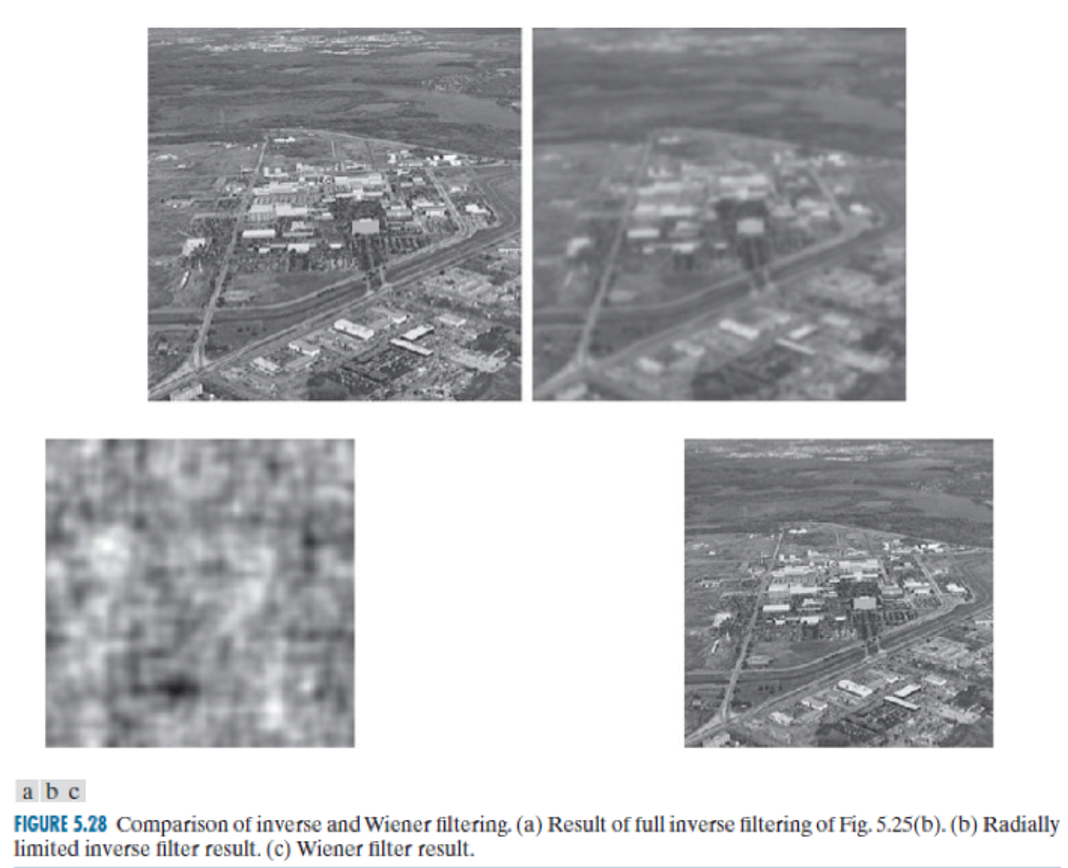 a b c
FIGURE 5.28 Comparison of inverse and Wiener filtering. (a) Result of full inverse filtering of Fig. 5.25(b). (b) Radially
limited inverse filter result. (c) Wiener filter result.